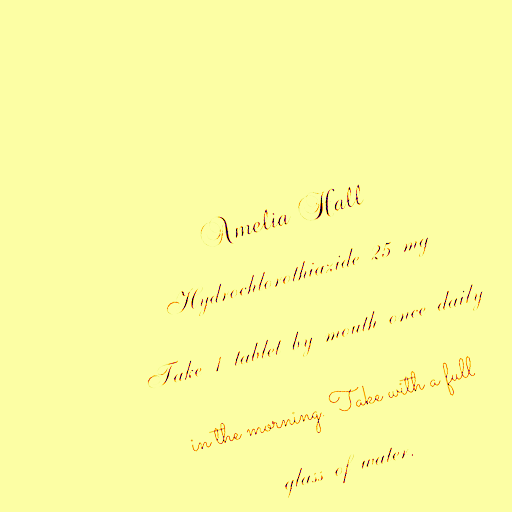 Amelia Hall
Hydrochlorothiazide 25 mg
Take 1 tablet by mouth once daily
in the morning. Take with a full
glass of water.